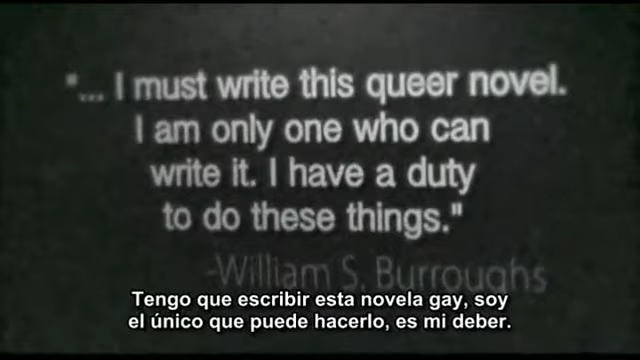 "... I must write this queer novel.
I am only one who can
write it. I have a duty
to do these things."
-William S. Burroughs
Tengo que escribir esta novela gay, soy
el único que puede hacerlo, es mi deber.